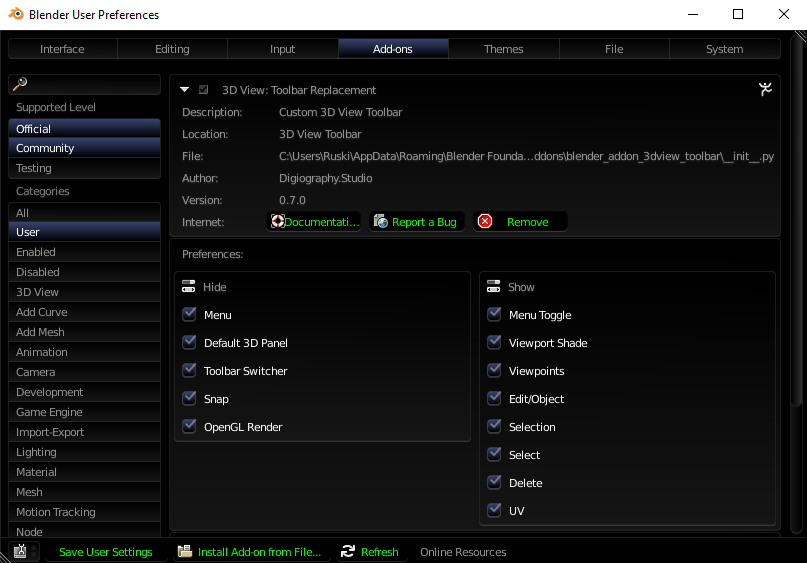 Blender User Preferences
Interface Editing Input Add-ons Themes File System
Supported Level
Official
Community
Testing
Categories
All
User
Enabled
Disabled
3D View
Add Curve
Add Mesh
Animation
Camera
Development
Game Engine
Import-Export
Lighting
Material
Mesh
Motion Tracking
Node
3D View: Toolbar Replacement
Description: Custom 3D View Toolbar
Location: 3D View Toolbar
File: C:\Users\Ruski\AppData\Roaming\Blender Founda...ddons\blender_addon_3dview_toolbar\__init__.py
Author: Digiography.Studio
Version: 0.7.0
Internet: Documentati... Report a Bug Remove
Preferences:
Hide
Menu
Default 3D Panel
Toolbar Switcher
Snap
OpenGL Render
Show
Menu Toggle
Viewport Shade
Viewpoints
Edit/Object
Selection
Select
Delete
UV
Save User Settings Install Add-on from File... Refresh Online Resources